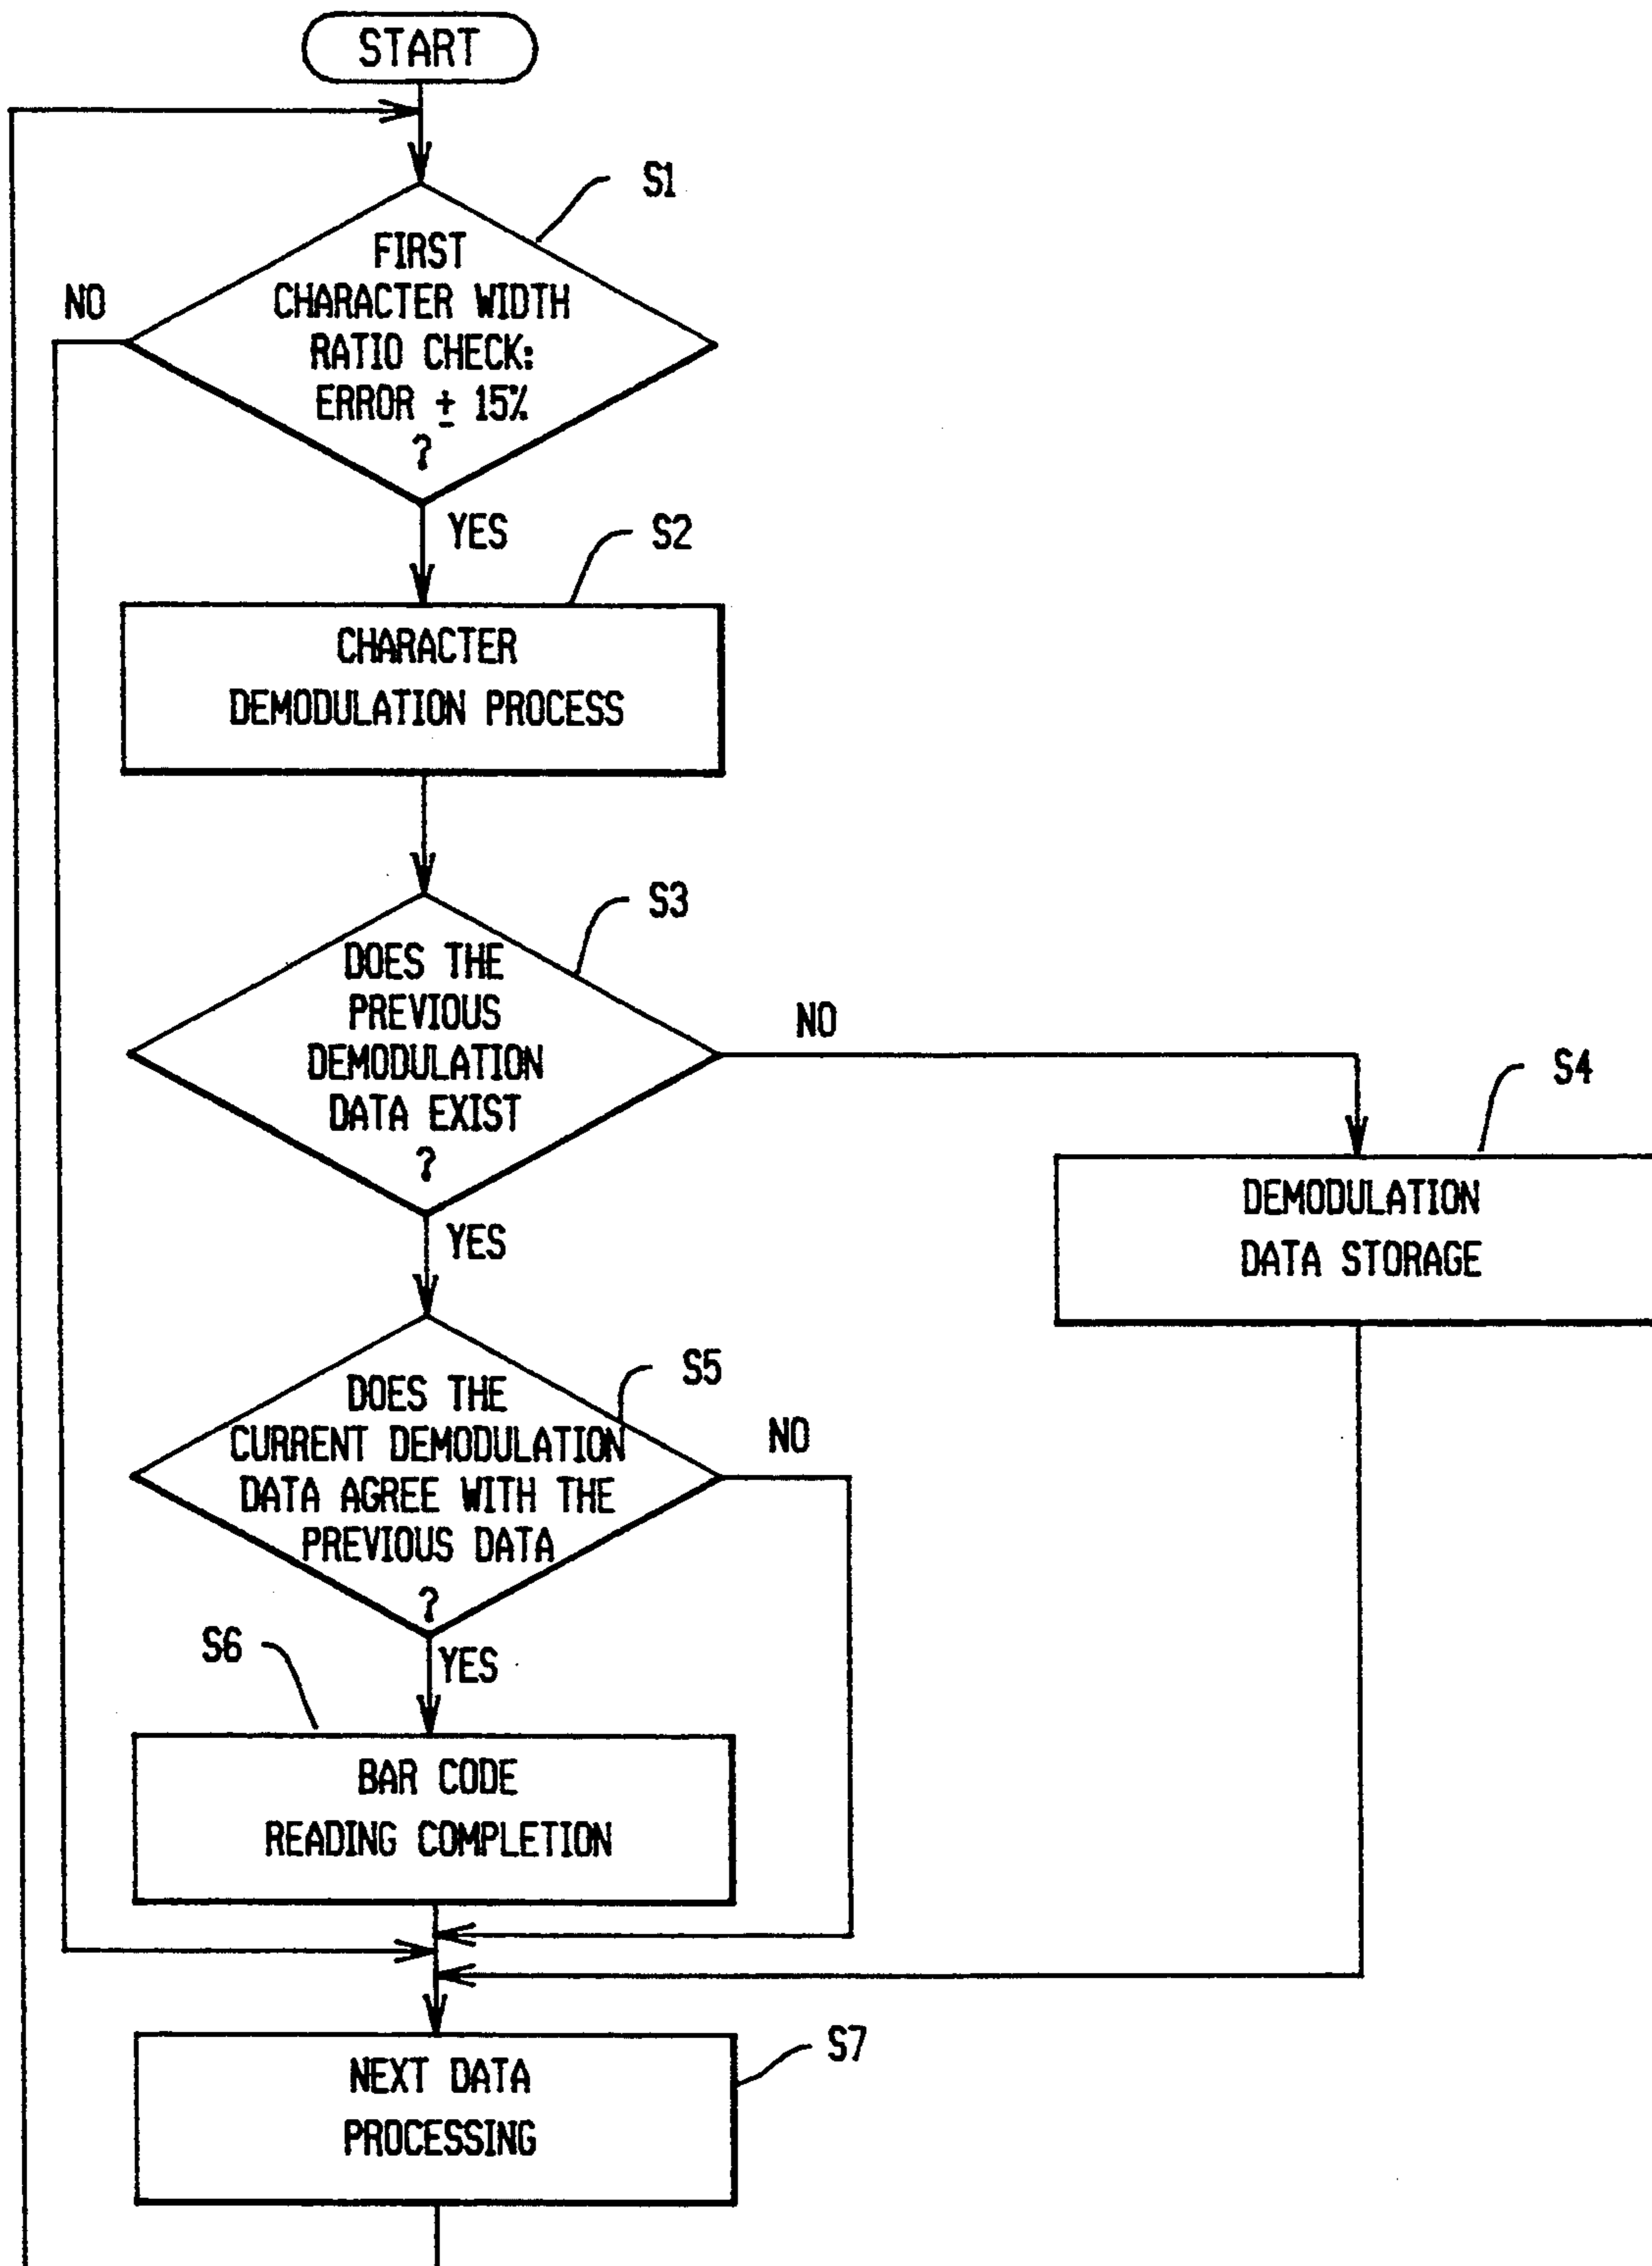 START
S1
FIRST
CHARACTER WIDTH
RATIO CHECK:
ERROR ± 15%
?
NO
YES
S2
CHARACTER
DEMODULATION PROCESS
S3
DOES THE
PREVIOUS
DEMODULATION
DATA EXIST
?
NO
YES
S4
DEMODULATION
DATA STORAGE
S5
DOES THE
CURRENT DEMODULATION
DATA AGREE WITH THE
PREVIOUS DATA
?
NO
YES
S6
BAR CODE
READING COMPLETION
S7
NEXT DATA
PROCESSING